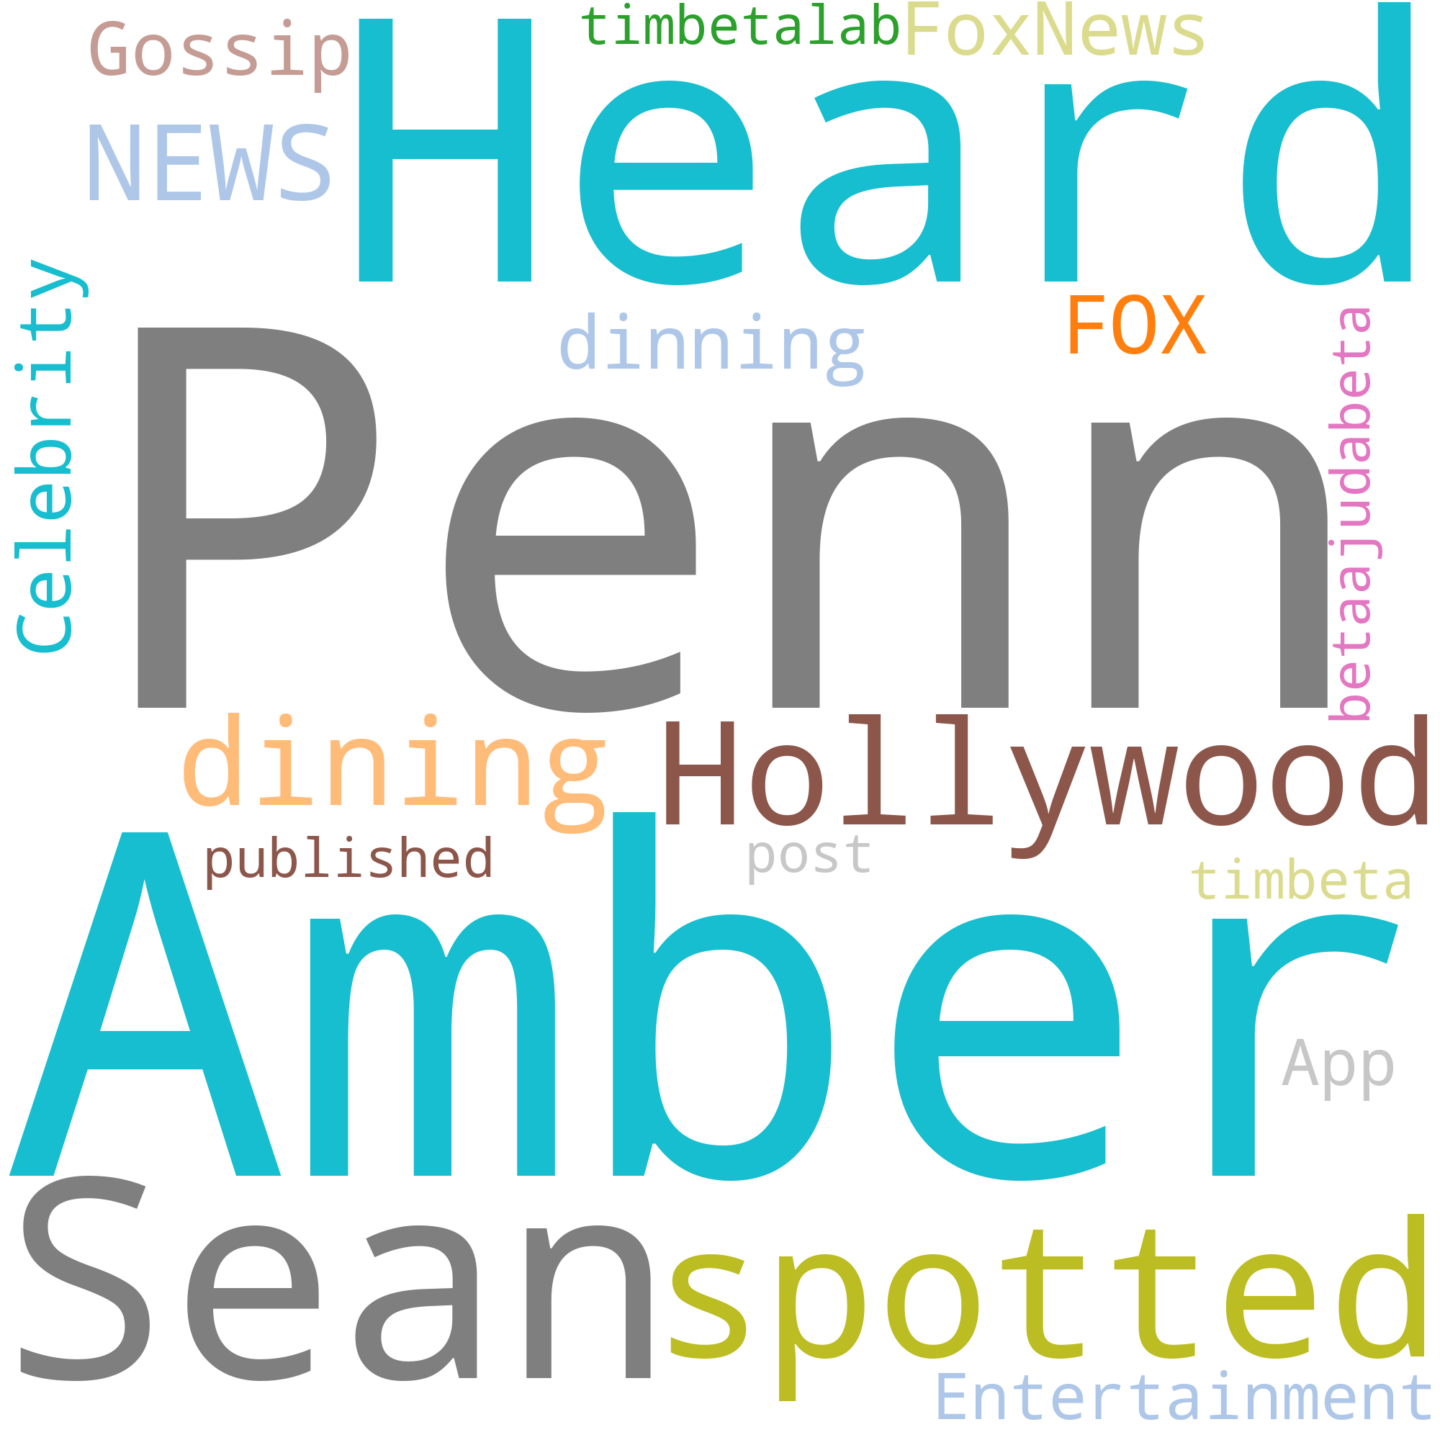 Gossip
timbetalab
FoxNews
Heard
NEWS
Celebrity
dinning
FOX
betaajudabeta
Penn
dining
Hollywood
published
post
timbeta
Amber
App
Sean
spotted
Entertainment